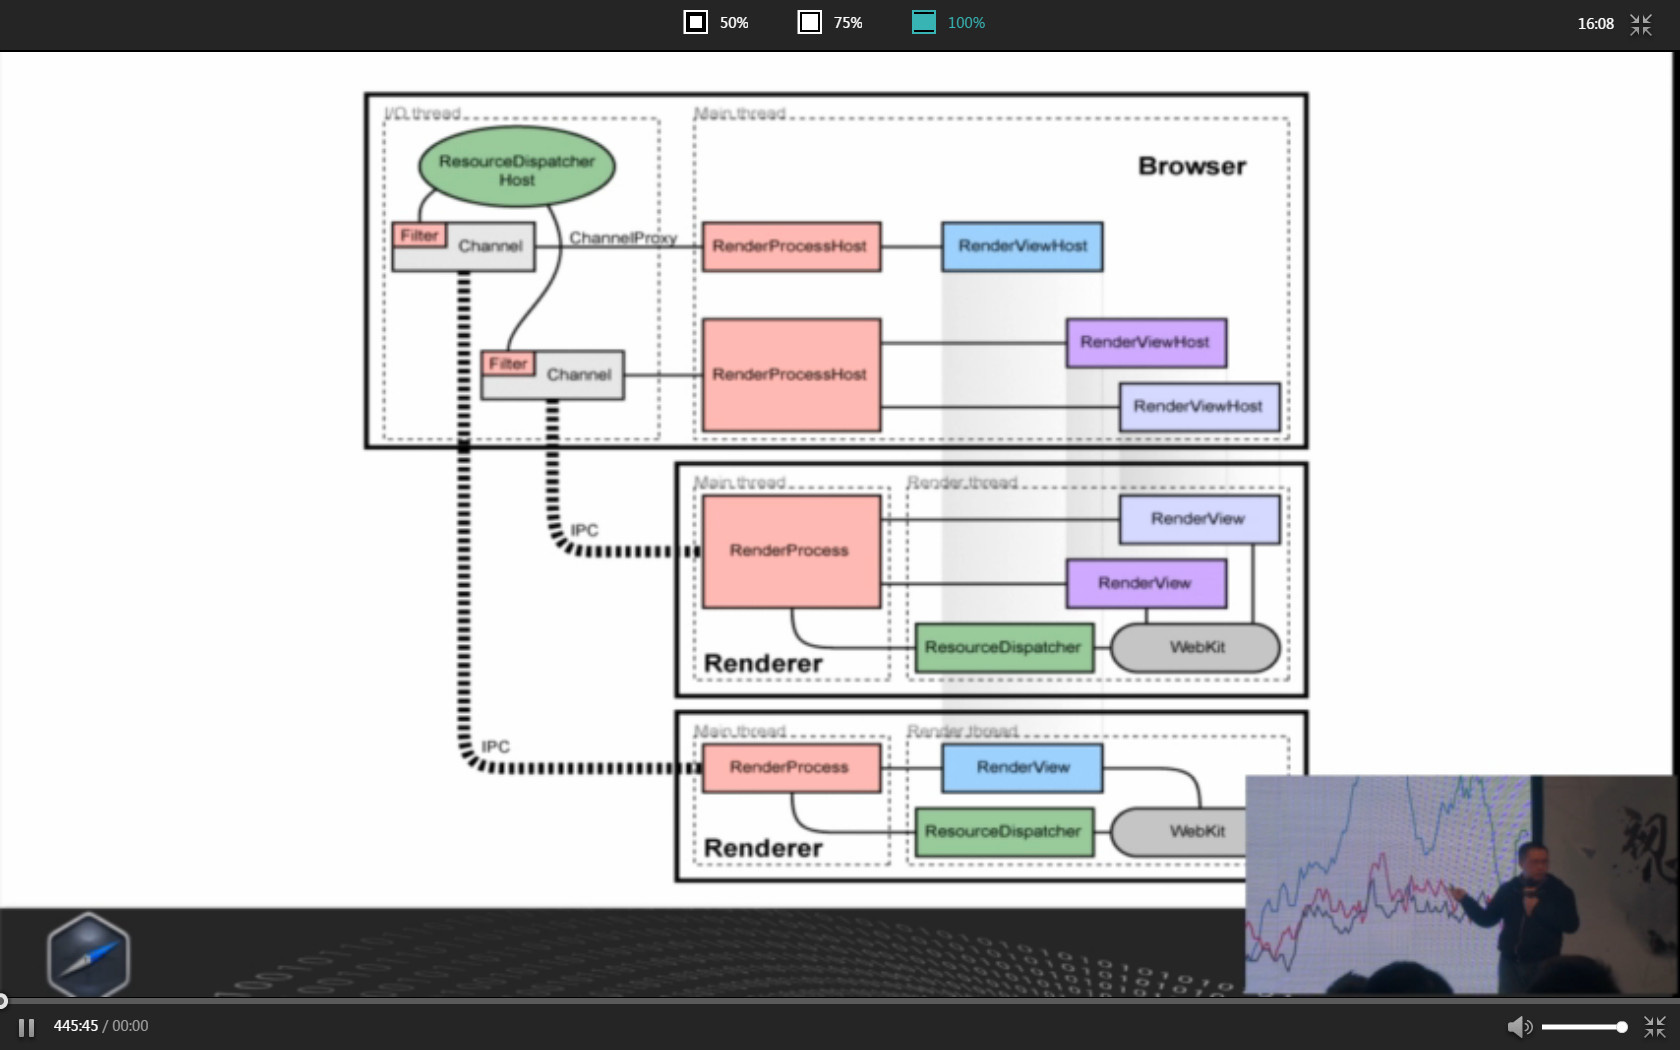 50%
75%
100%
16:08
I/O thread
Main thread
ResourceDispatcher
Host
Browser
Filter
Channel
ChannelProxy
RenderProcessHost
RenderViewHost
RenderViewHost
Filter
Channel
RenderProcessHost
RenderViewHost
Main thread
Render thread
RenderView
IPC
RenderProcess
RenderView
ResourceDispatcher
WebKit
Renderer
Main thread
Render thread
IPC
RenderProcess
RenderView
ResourceDispatcher
WebKit
Renderer
445:45 / 00:00